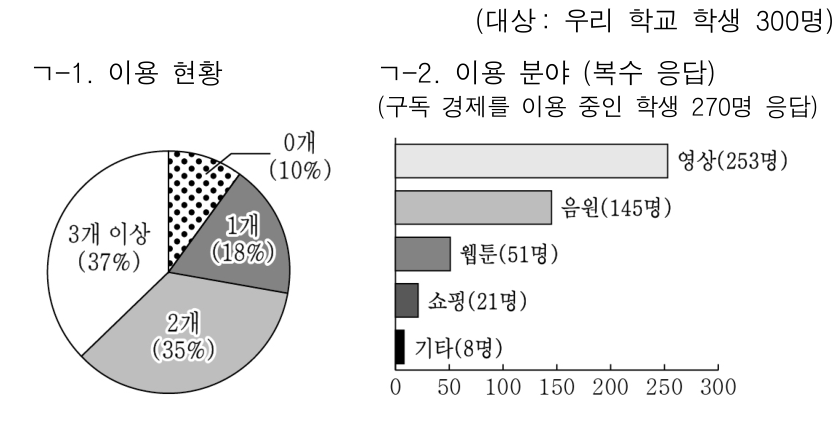 (대상: 우리 학교 학생 300명)
ㄱ-1. 이용 현황
0개
(10%)
1개
(18%)
2개
(35%)
3개 이상
(37%)
ㄱ-2. 이용 분야 (복수 응답)
(구독 경제를 이용 중인 학생 270명 응답)
영상(253명)
음원(145명)
웹툰(51명)
쇼핑(21명)
기타(8명)
0 50 100 150 200 250 300